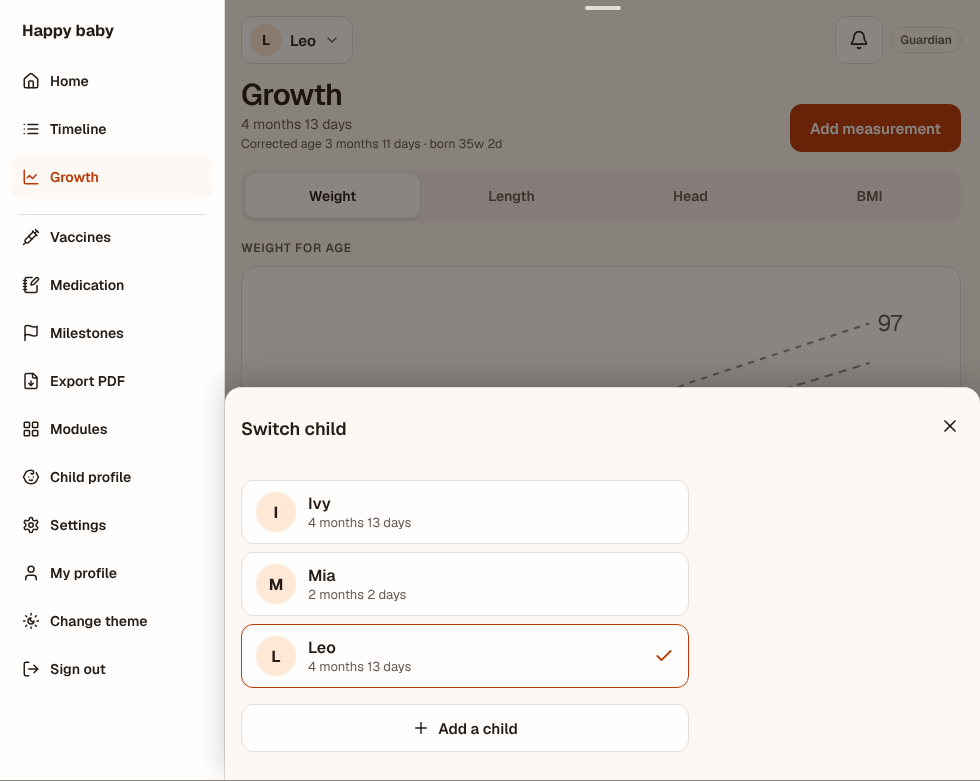 Happy baby
Home
Timeline
Growth
Vaccines
Medication
Milestones
Export PDF
Modules
Child profile
Settings
My profile
Change theme
Sign out
L Leo
Guardian
Growth
4 months 13 days
Corrected age 3 months 11 days · born 35w 2d
Add measurement
Weight Length Head BMI
WEIGHT FOR AGE
97
Switch child
I Ivy
4 months 13 days
M Mia
2 months 2 days
L Leo
4 months 13 days
Add a child